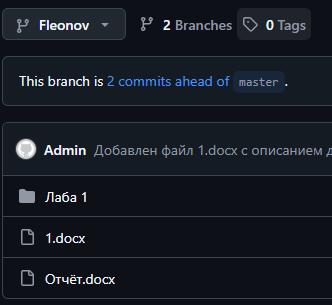 Fleonov 2 Branches 0 Tags
This branch is 2 commits ahead of master.
Admin Добавлен файл 1.docx с описанием
Лаба 1
1.docx
Отчёт.docx